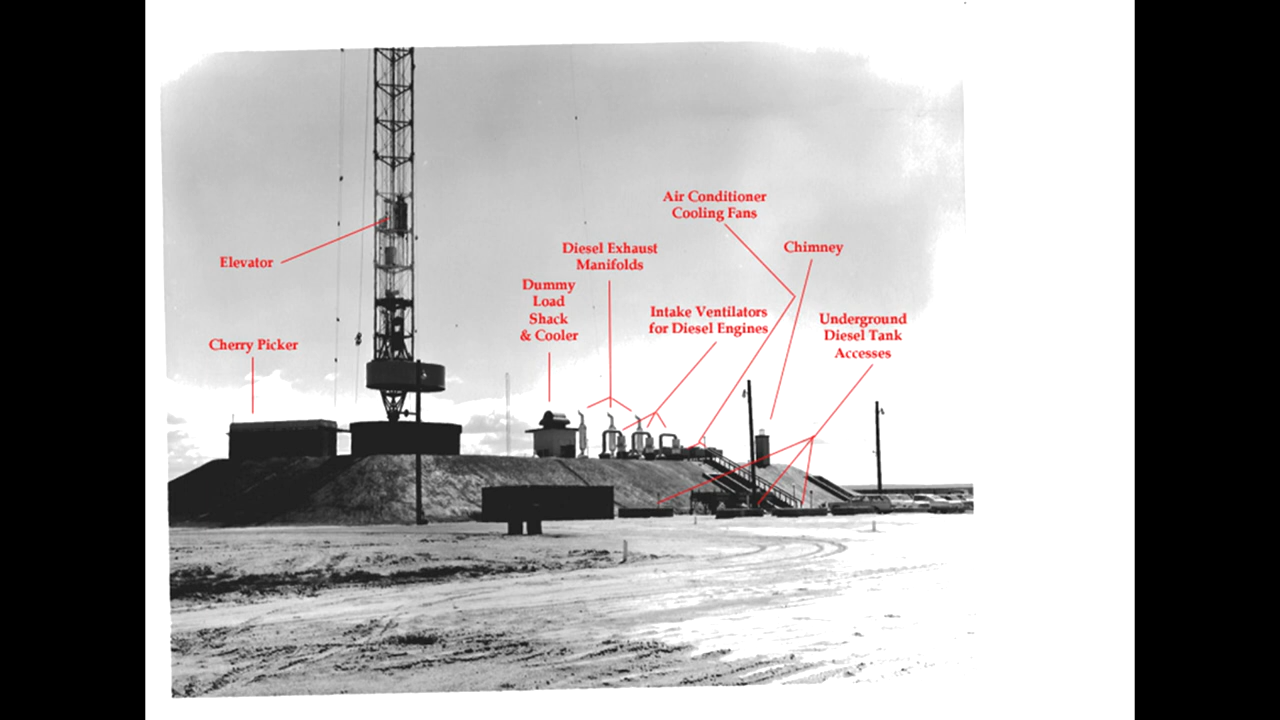 Air Conditioner
Cooling Fans
Diesel Exhaust
Manifolds
Chimney
Elevator
Dummy
Load
Shack
& Cooler
Intake Ventilators
for Diesel Engines
Underground
Diesel Tank
Accesses
Cherry Picker